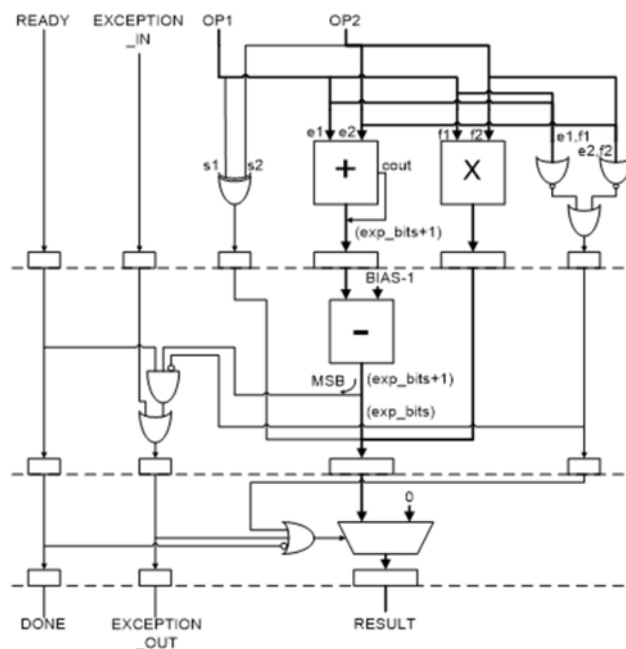 READY EXCEPTION OP1 OP2
_IN
e1,f1
e1 e2 f1 f2 e2,f2
s1 s2
+ cout X
(exp_bits+1)
BIAS-1
-
MSB (exp_bits+1)
(exp_bits)
0
DONE EXCEPTION RESULT
_OUT